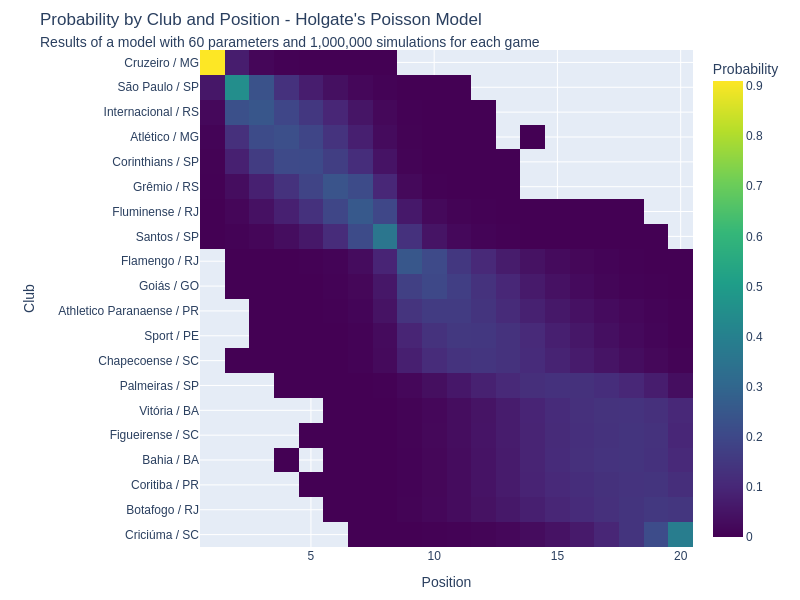 Probability by Club and Position - Holgate's Poisson Model
Results of a model with 60 parameters and 1,000,000 simulations for each game
Probability
Cruzeiro / MG
São Paulo / SP
Internacional / RS
Atlético / MG
Corinthians / SP
Grêmio / RS
Fluminense / RJ
Santos / SP
Flamengo / RJ
Goiás / GO
Athletico Paranaense / PR
Sport / PE
Chapecoense / SC
Palmeiras / SP
Vitória / BA
Figueirense / SC
Bahia / BA
Coritiba / PR
Botafogo / RJ
Criciúma / SC
Club
5
10
15
20
Position
0.9
0.8
0.7
0.6
0.5
0.4
0.3
0.2
0.1
0